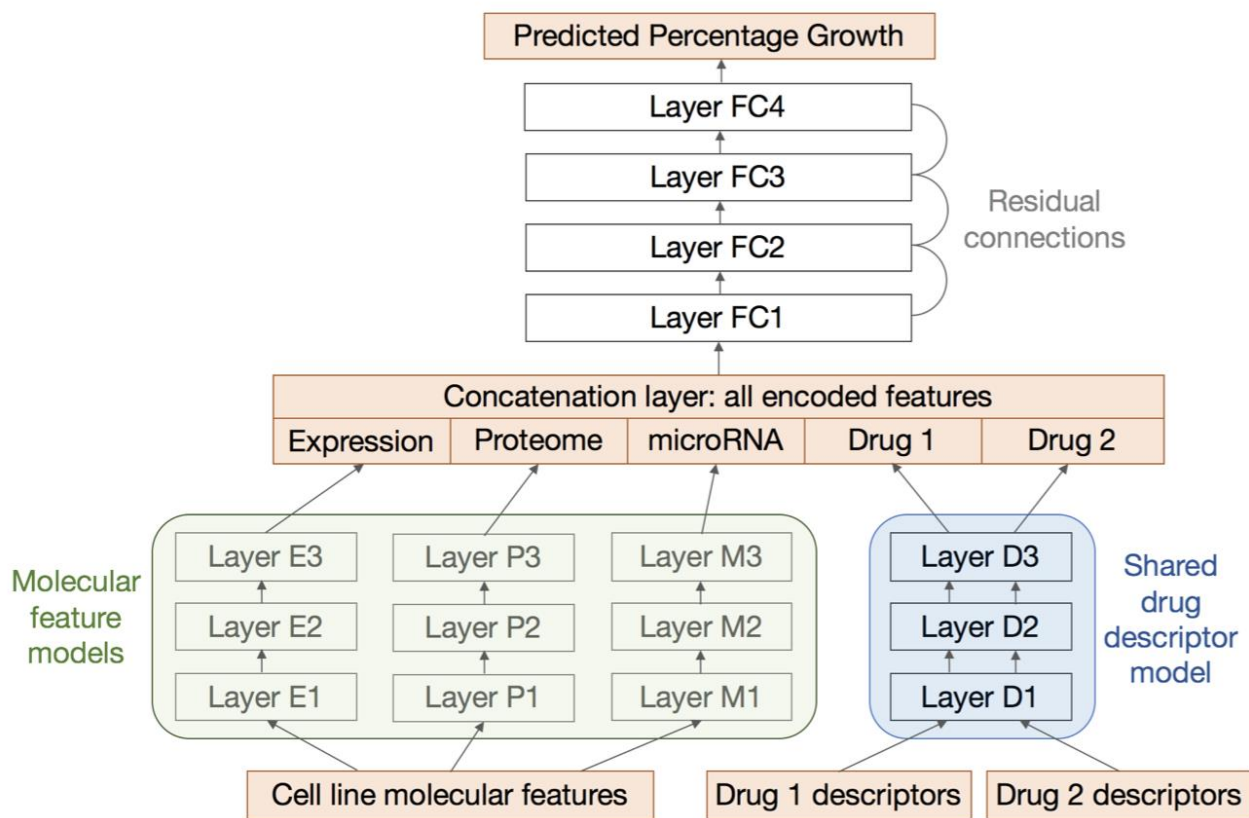 Predicted Percentage Growth
Layer FC4
Layer FC3
Layer FC2
Layer FC1
Residual
connections
Concatenation layer: all encoded features
Expression
Proteome
microRNA
Drug 1
Drug 2
Molecular
feature
models
Layer E3
Layer P3
Layer M3
Layer E2
Layer P2
Layer M2
Layer E1
Layer P1
Layer M1
Layer D3
Layer D2
Layer D1
Shared
drug
descriptor
model
Cell line molecular features
Drug 1 descriptors
Drug 2 descriptors